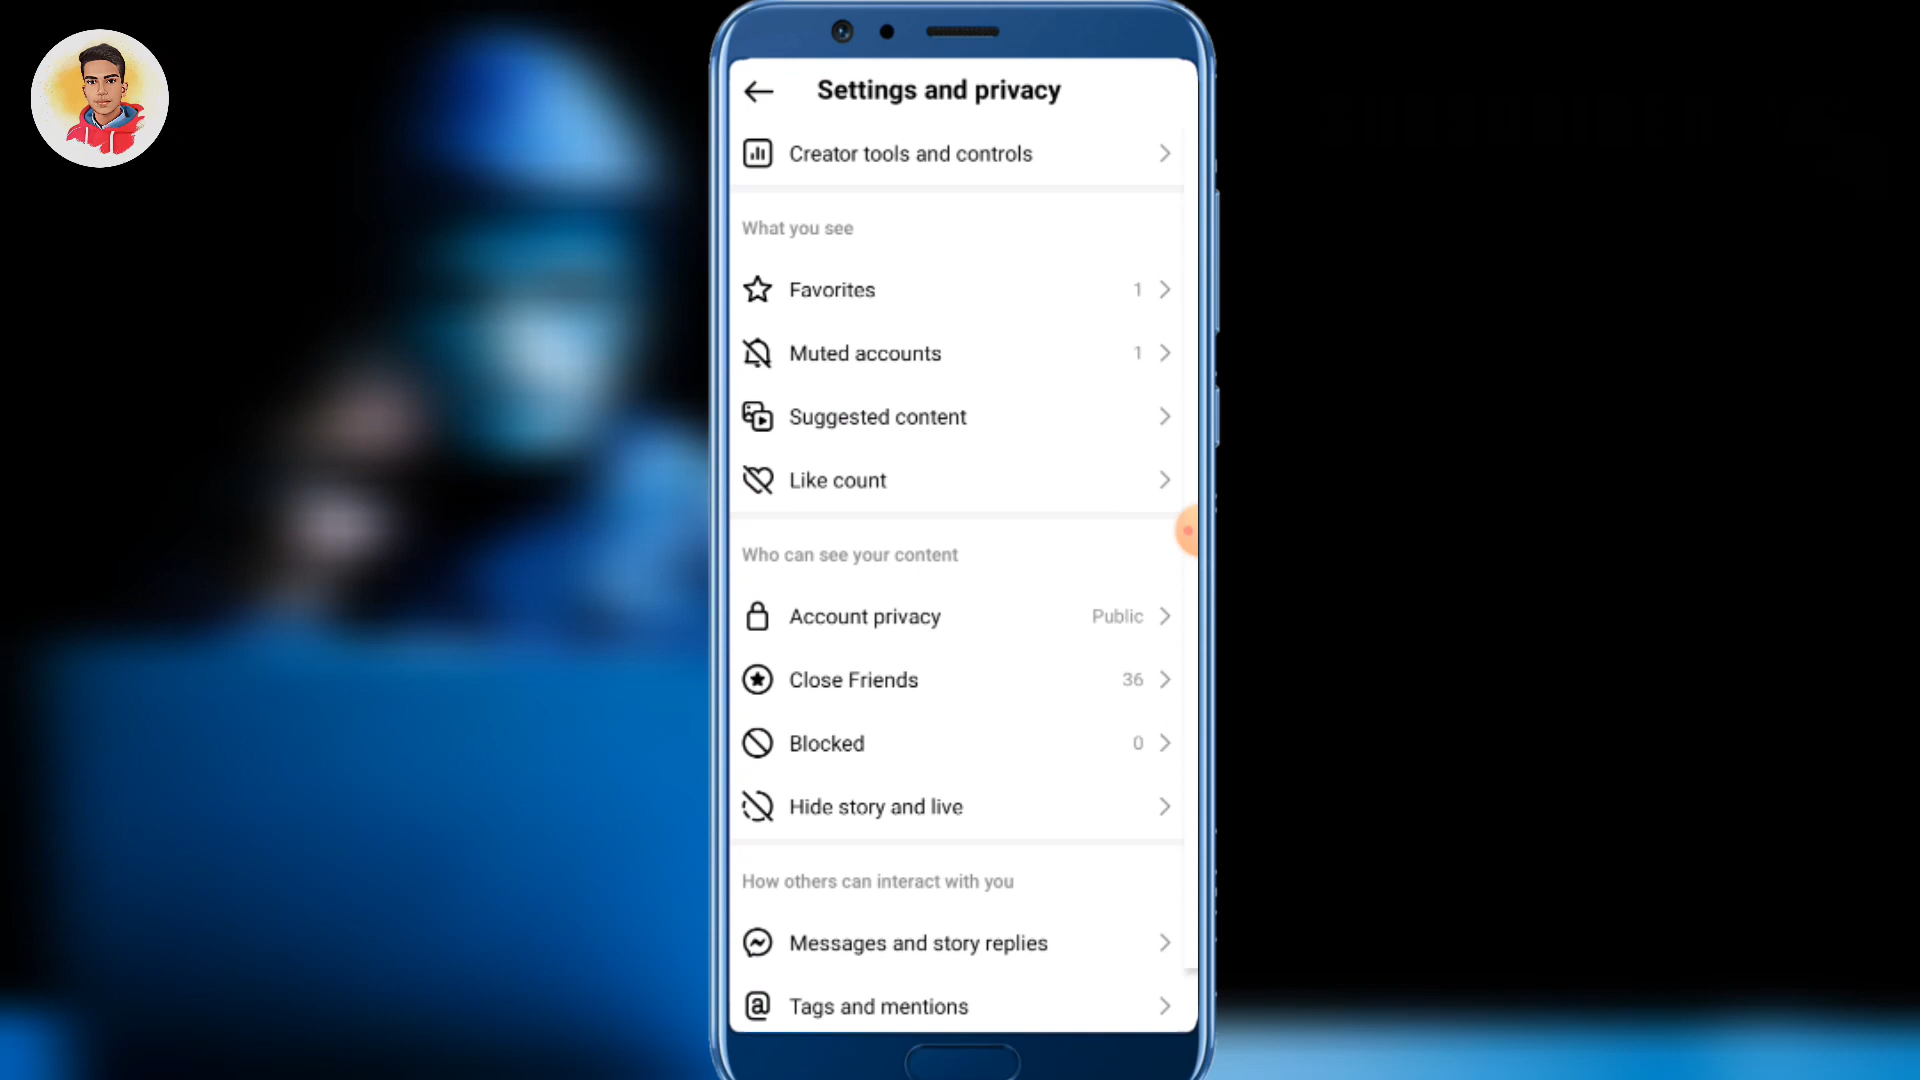 Settings and privacy
Creator tools and controls
What you see
Favorites 1
Muted accounts 1
Suggested content
Like count
Who can see your content
Account privacy Public
Close Friends 36
Blocked 0
Hide story and live
How others can interact with you
Messages and story replies
Tags and mentions